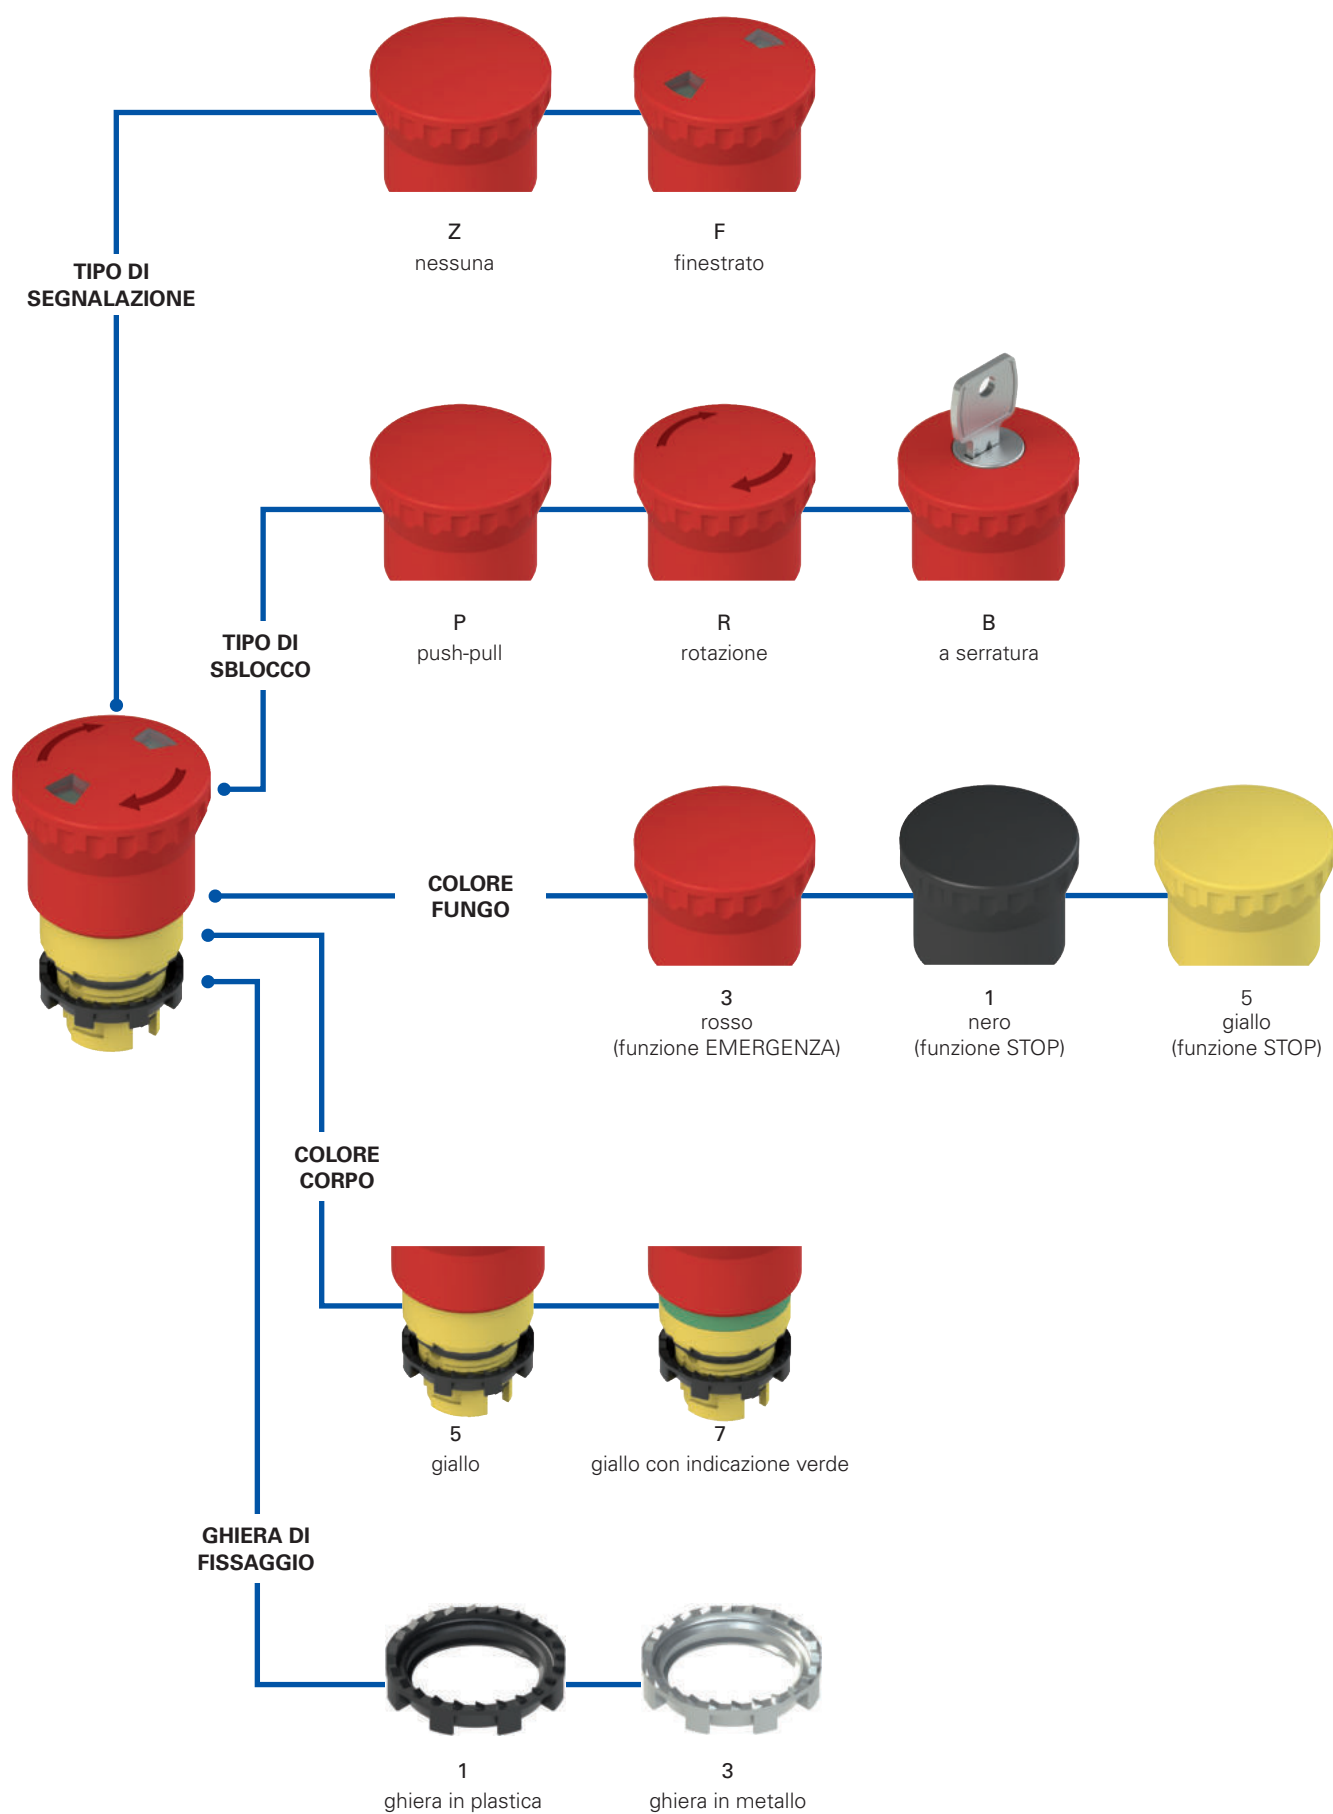 Z
nessuna
F
finestrato
TIPO DI
SEGNALAZIONE
P
push-pull
R
rotazione
B
a serratura
TIPO DI
SBLOCCO
COLORE
FUNGO
3
rosso
(funzione EMERGENZA)
1
nero
(funzione STOP)
5
giallo
(funzione STOP)
COLORE
CORPO
5
giallo
7
giallo con indicazione verde
GHIERA DI
FISSAGGIO
1
ghiera in plastica
3
ghiera in metallo